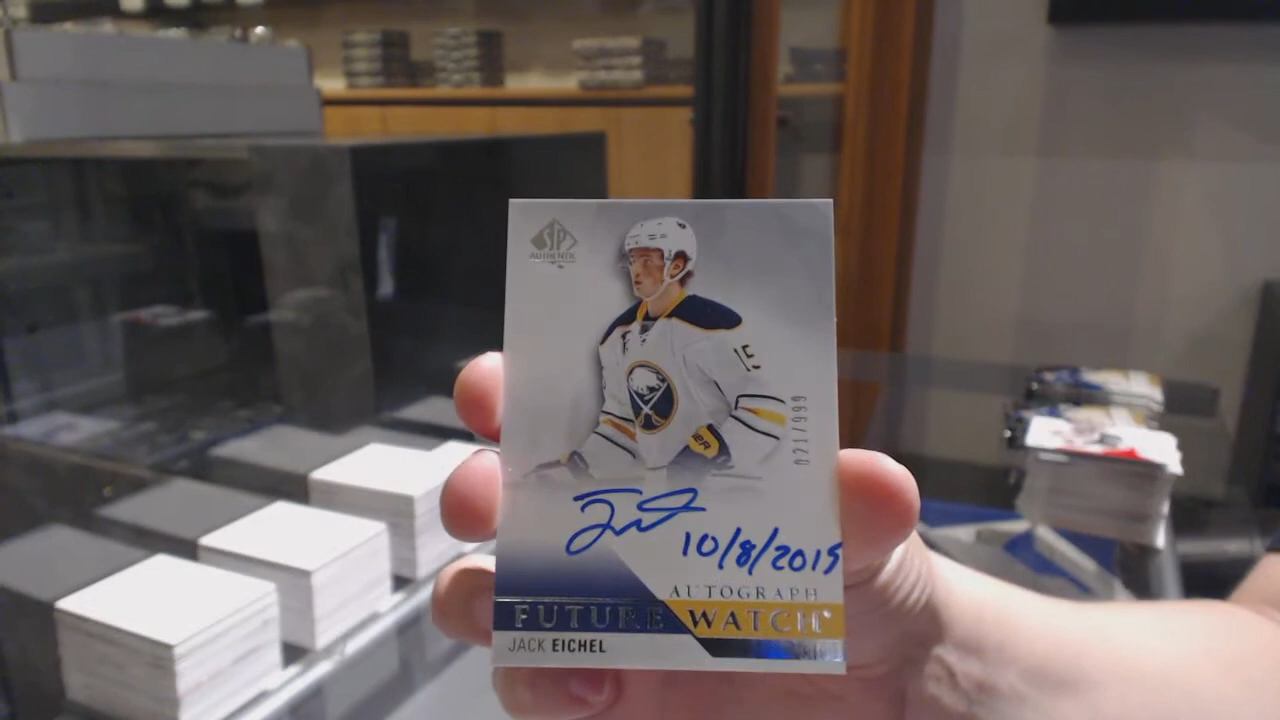 SP
AUTHENTIC
15
021/999
10/8/2015
AUTOGRAPH
FUTURE WATCH
JACK EICHEL